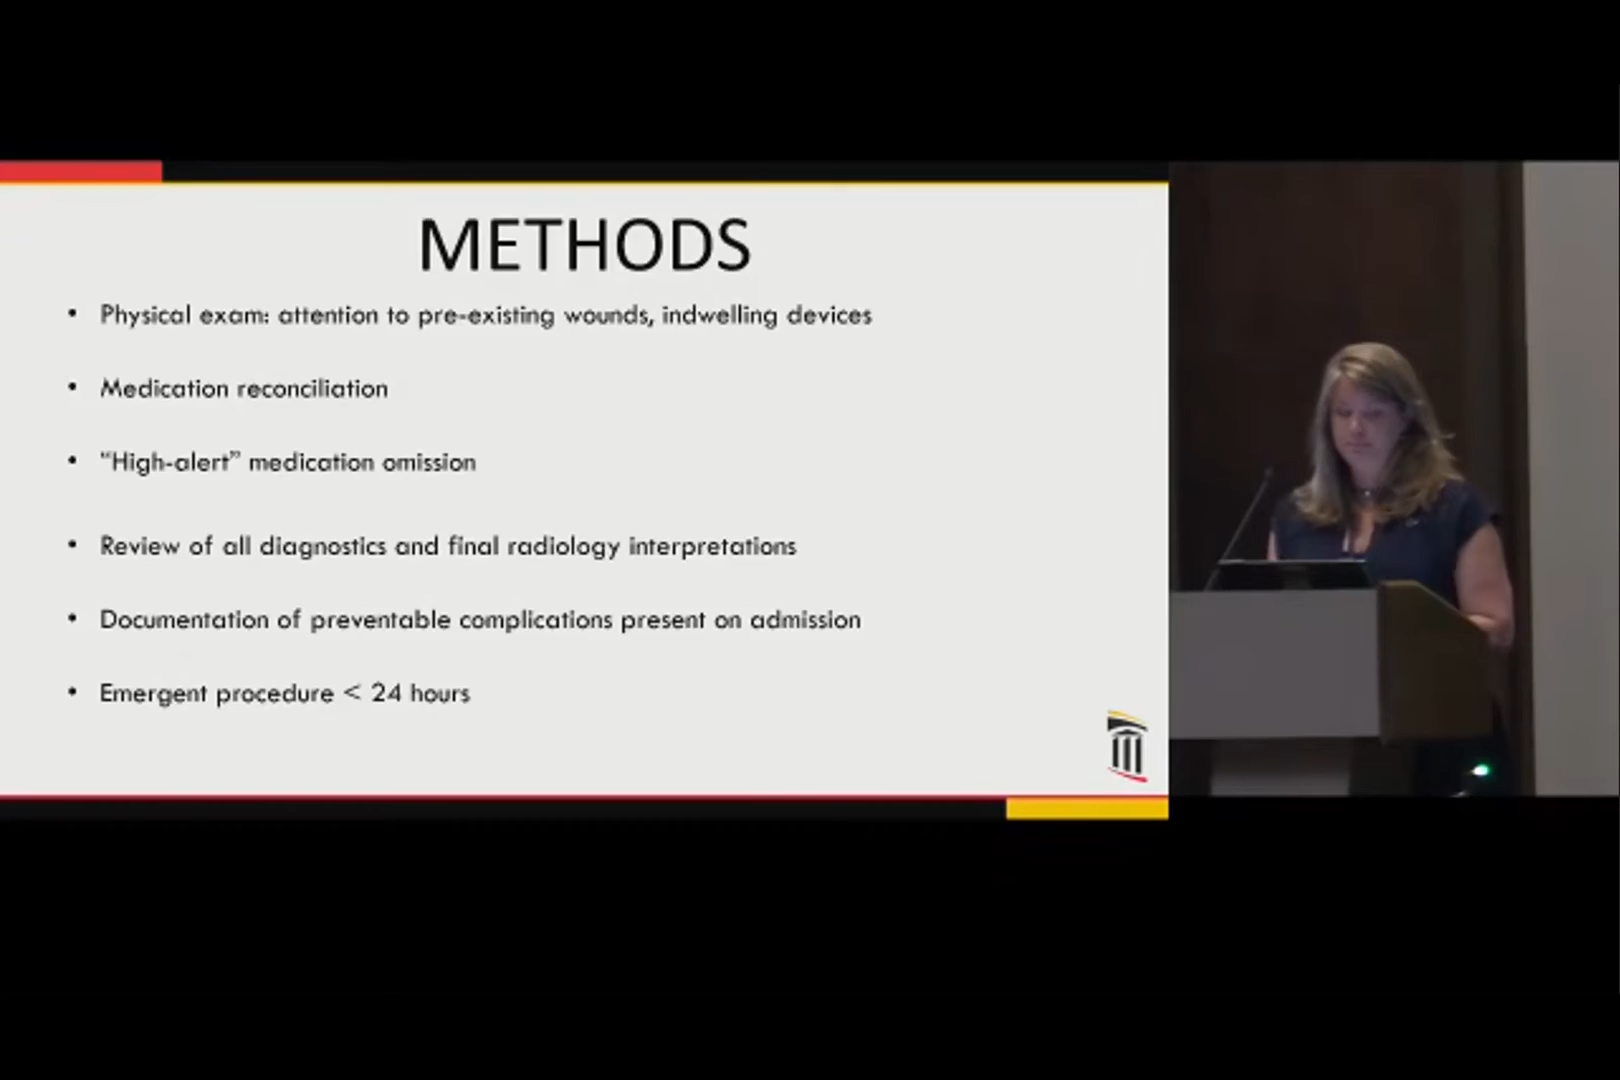 METHODS
• Physical exam: attention to pre-existing wounds, indwelling devices
• Medication reconciliation
• “High-alert” medication omission
• Review of all diagnostics and final radiology interpretations
• Documentation of preventable complications present on admission
• Emergent procedure < 24 hours